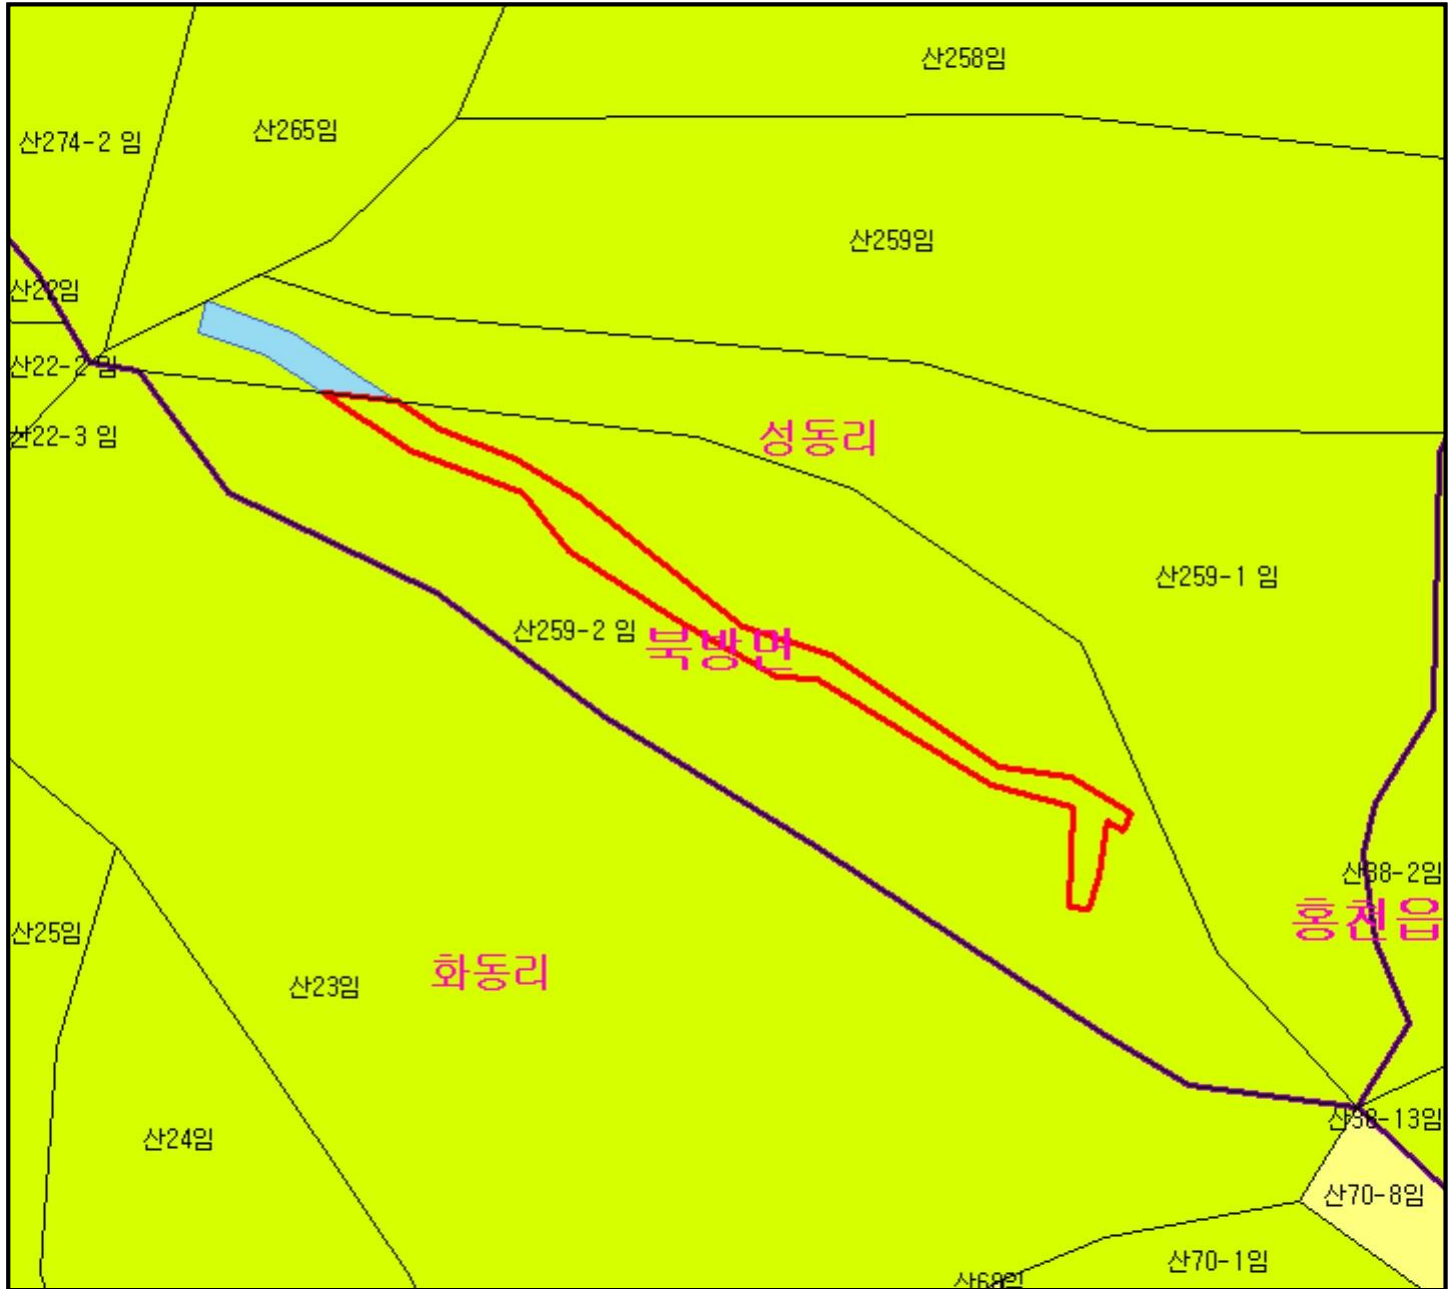 산258임
산265임
산274-2 임
산259임
산22임
산22-2 임
산22-3 임
성동리
산259-1 임
산259-2 임
북방면
산38-2임
홍천읍
산25임
화동리
산23임
산38-13임
산24임
산70-8임
산70-1임
산68임